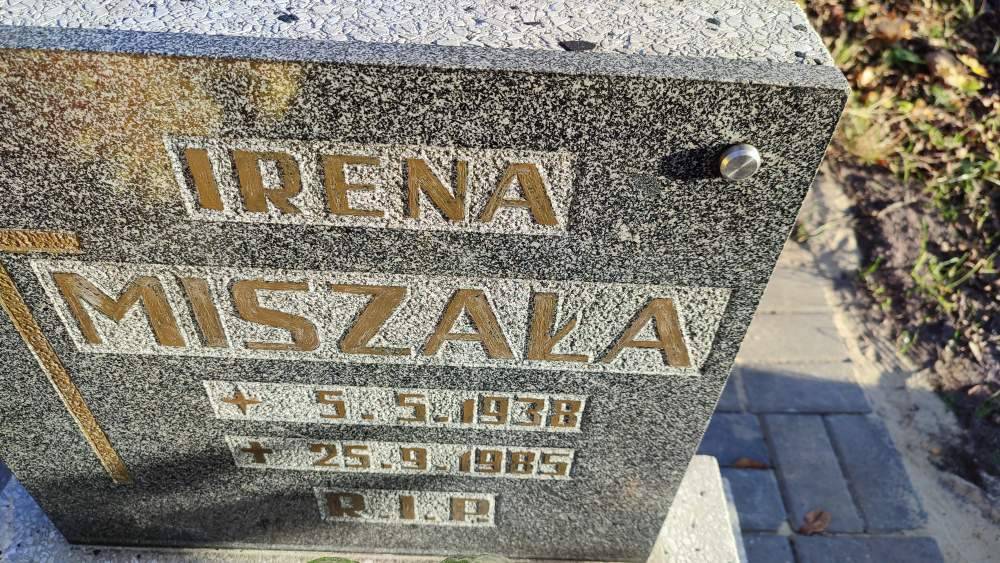 IRENA
MISZAŁA
+ 5.5.1938
+ 25.9.1985
R.I.P